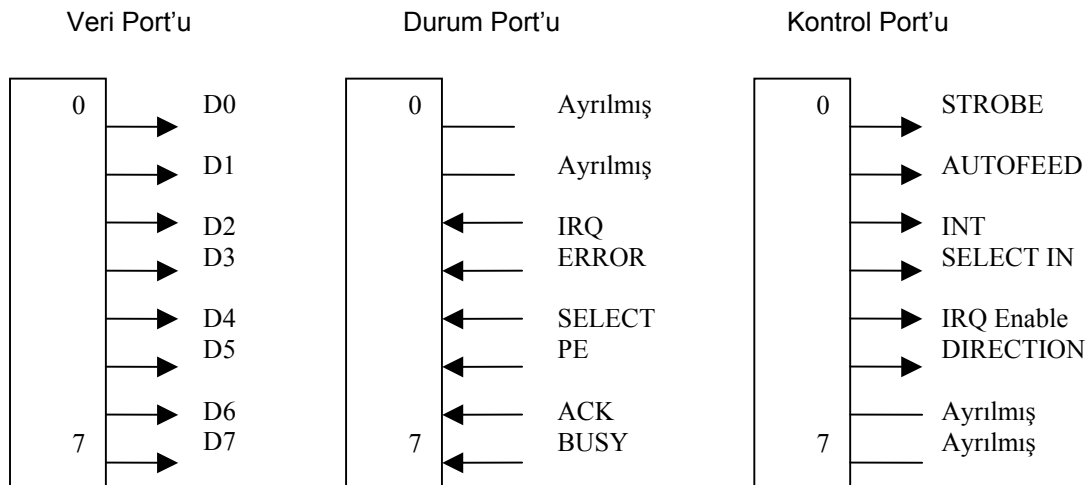 Veri Port'u
Durum Port'u
Kontrol Port'u
0
D0
D1
D2
D3
D4
D5
D6
7
D7
0
Ayrılmış
Ayrılmış
IRQ
ERROR
SELECT
PE
ACK
7
BUSY
0
STROBE
AUTOFEED
INT
SELECT IN
IRQ Enable
DIRECTION
Ayrılmış
7
Ayrılmış